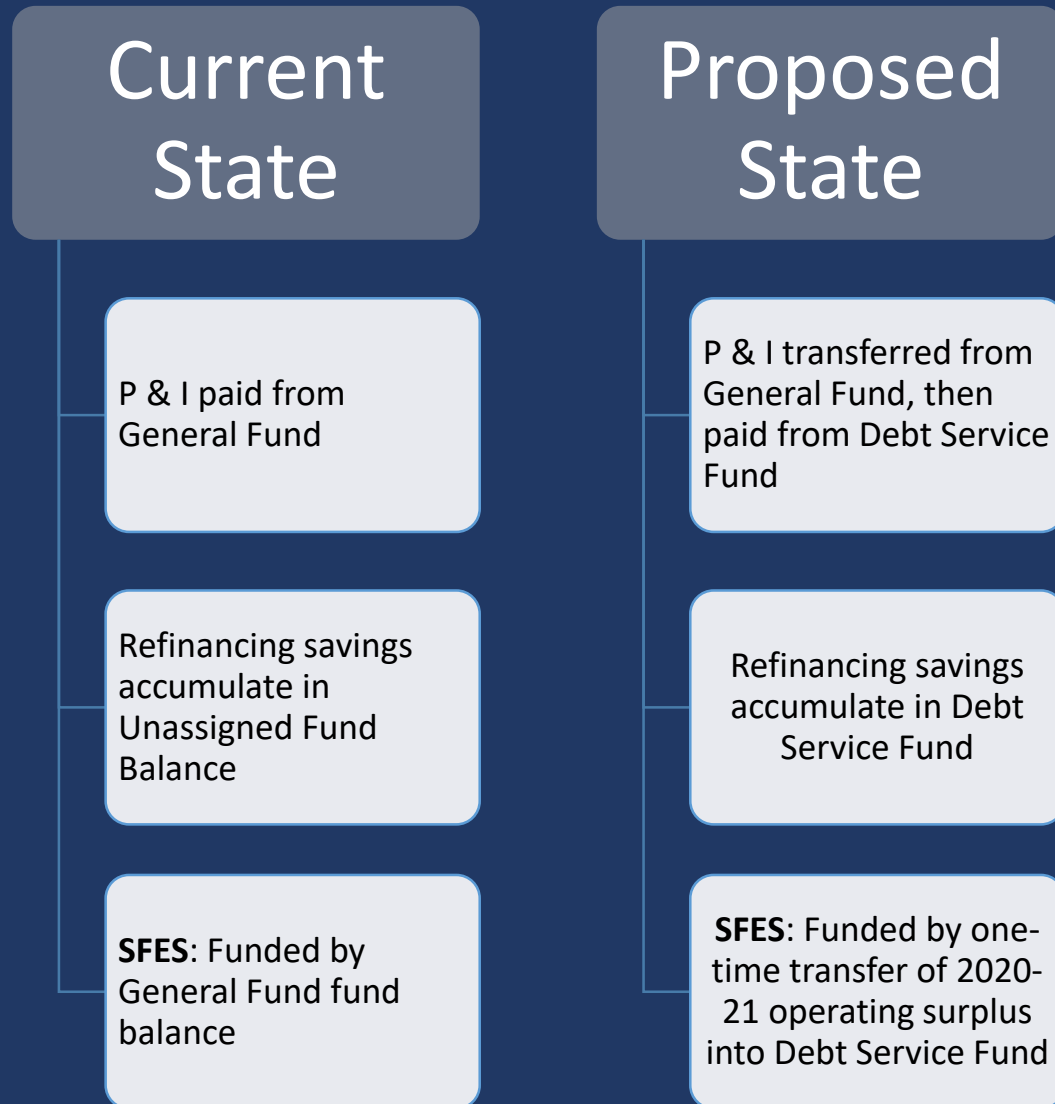 Current
State
P & I paid from
General Fund
Refinancing savings
accumulate in
Unassigned Fund
Balance
SFES: Funded by
General Fund fund
balance
Proposed
State
P & I transferred from
General Fund, then
paid from Debt Service
Fund
Refinancing savings
accumulate in Debt
Service Fund
SFES: Funded by one-
time transfer of 2020-
21 operating surplus
into Debt Service Fund